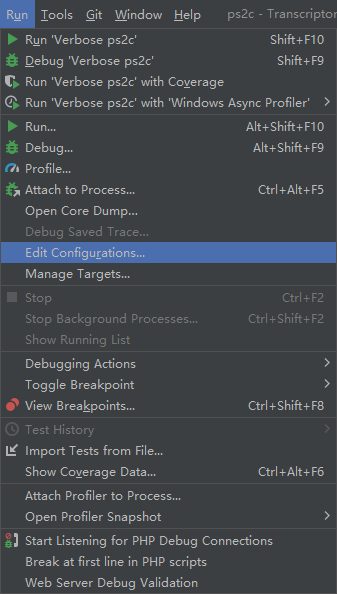 Run Tools Git Window Help ps2c - Transcriptor
Run 'Verbose ps2c' Shift+F10
Debug 'Verbose ps2c' Shift+F9
Run 'Verbose ps2c' with Coverage
Run 'Verbose ps2c' with 'Windows Async Profiler'
Run... Alt+Shift+F10
Debug... Alt+Shift+F9
Profile...
Attach to Process... Ctrl+Alt+F5
Open Core Dump...
Debug Saved Trace...
Edit Configurations...
Manage Targets...
Stop Ctrl+F2
Stop Background Processes... Ctrl+Shift+F2
Show Running List
Debugging Actions
Toggle Breakpoint
View Breakpoints... Ctrl+Shift+F8
Test History
Import Tests from File...
Show Coverage Data... Ctrl+Alt+F6
Attach Profiler to Process...
Open Profiler Snapshot
Start Listening for PHP Debug Connections
Break at first line in PHP scripts
Web Server Debug Validation